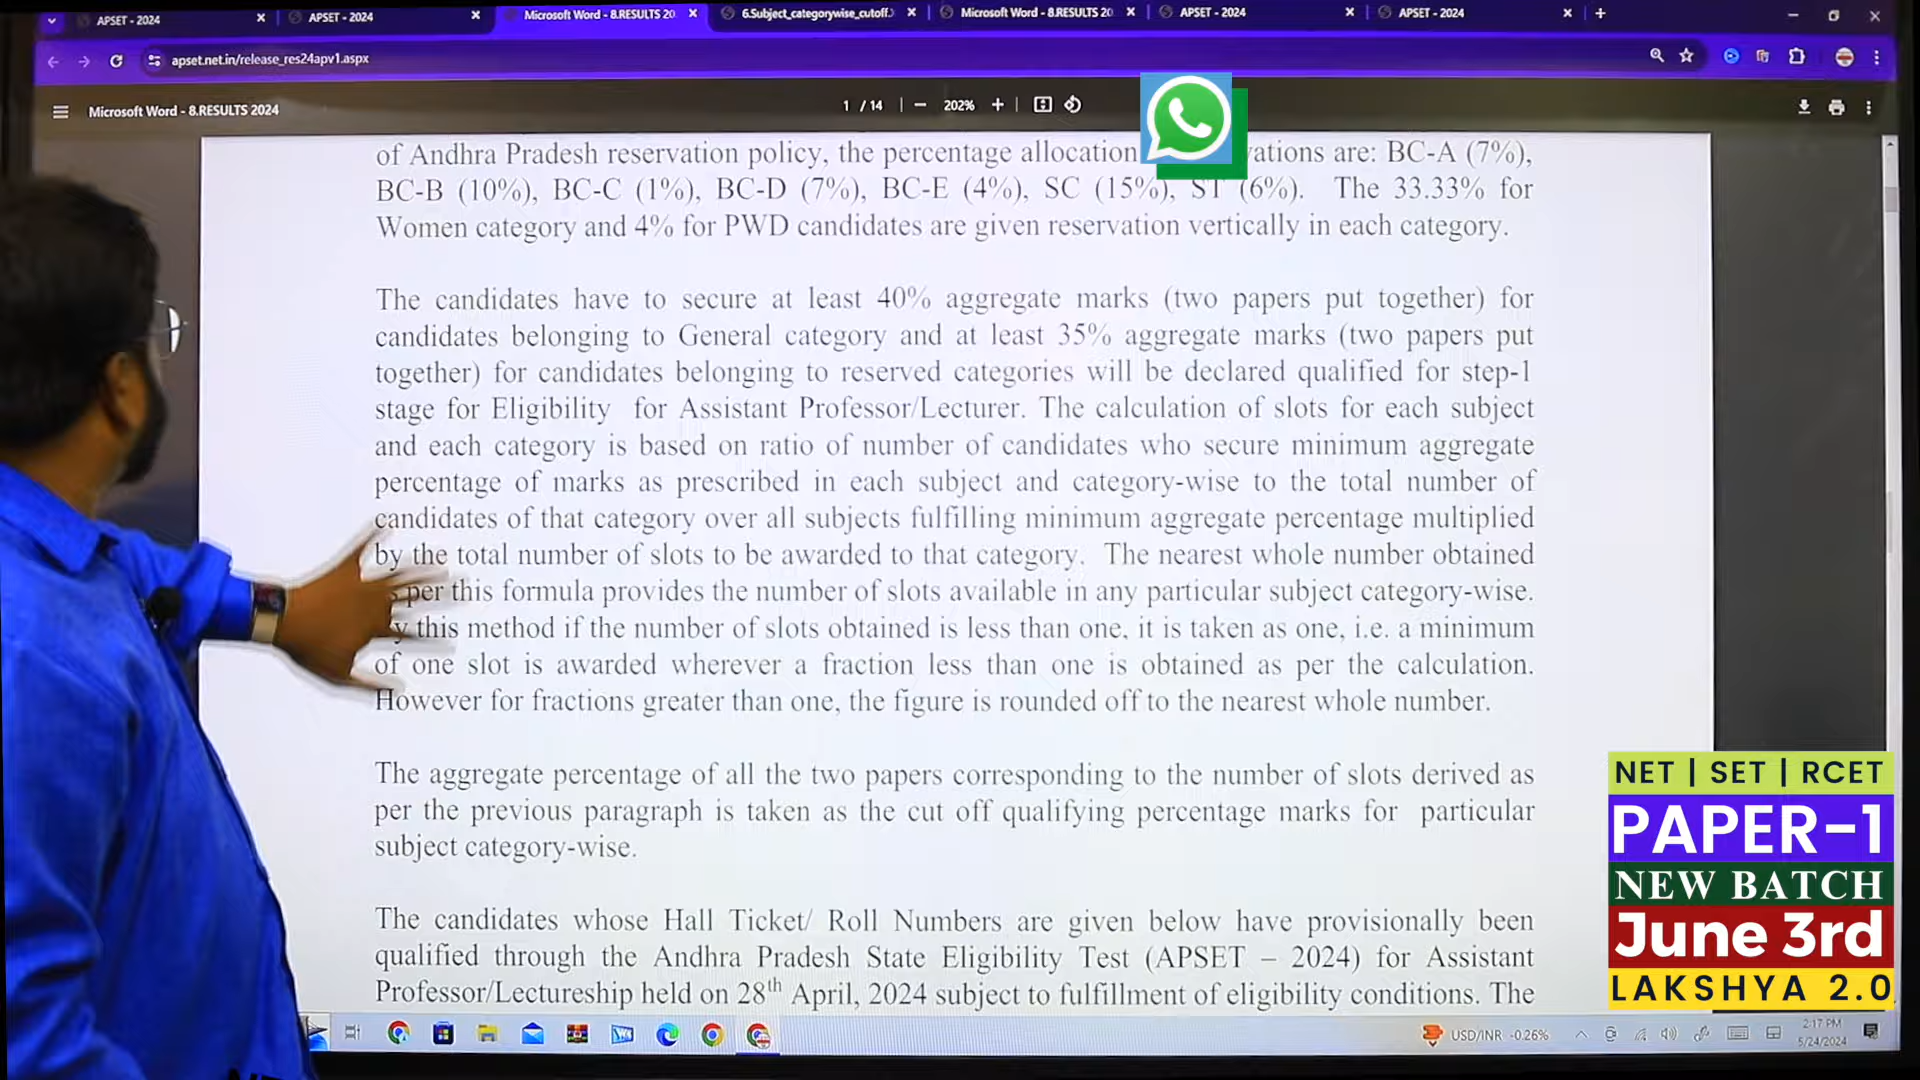 APSET - 2024
APSET - 2024
Microsoft Word - 8.RESULTS 20
6.Subject_categorywise_cutoff.
Microsoft Word - 8.RESULTS 20
APSET - 2024
APSET - 2024
apset.net.in/release_res24apv1.aspx
Microsoft Word - 8.RESULTS 2024
1 / 14
202%
of Andhra Pradesh reservation policy, the percentage allocation are: BC-A (7%),
BC-B (10%), BC-C (1%), BC-D (7%), BC-E (4%), SC (15%), ST (6%). The 33.33% for
Women category and 4% for PWD candidates are given reservation vertically in each category.
The candidates have to secure at least 40% aggregate marks (two papers put together) for
candidates belonging to General category and at least 35% aggregate marks (two papers put
together) for candidates belonging to reserved categories will be declared qualified for step-1
stage for Eligibility for Assistant Professor/Lecturer. The calculation of slots for each subject
and each category is based on ratio of number of candidates who secure minimum aggregate
percentage of marks as prescribed in each subject and category-wise to the total number of
candidates of that category over all subjects fulfilling minimum aggregate percentage multiplied
by the total number of slots to be awarded to that category. The nearest whole number obtained
per this formula provides the number of slots available in any particular subject category-wise.
this method if the number of slots obtained is less than one, it is taken as one, i.e. a minimum
of one slot is awarded wherever a fraction less than one is obtained as per the calculation.
However for fractions greater than one, the figure is rounded off to the nearest whole number.
The aggregate percentage of all the two papers corresponding to the number of slots derived as
per the previous paragraph is taken as the cut off qualifying percentage marks for particular
subject category-wise.
The candidates whose Hall Ticket/ Roll Numbers are given below have provisionally been
qualified through the Andhra Pradesh State Eligibility Test (APSET – 2024) for Assistant
Professor/Lectureship held on 28th April, 2024 subject to fulfillment of eligibility conditions. The
NET | SET | RCET
PAPER-1
NEW BATCH
June 3rd
LAKSHYA 2.0
USD/INR -0.26%
2:17 PM
5/24/2024